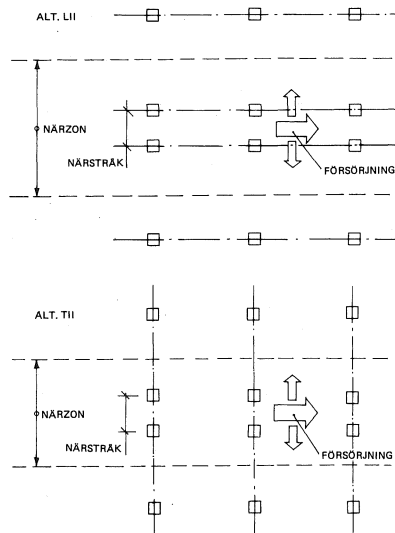 ALT. LII
NÄRZON
NÄRSTRÅK
FÖRSÖRJNING
ALT. TII
NÄRZON
NÄRSTRÅK
FÖRSÖRJNING